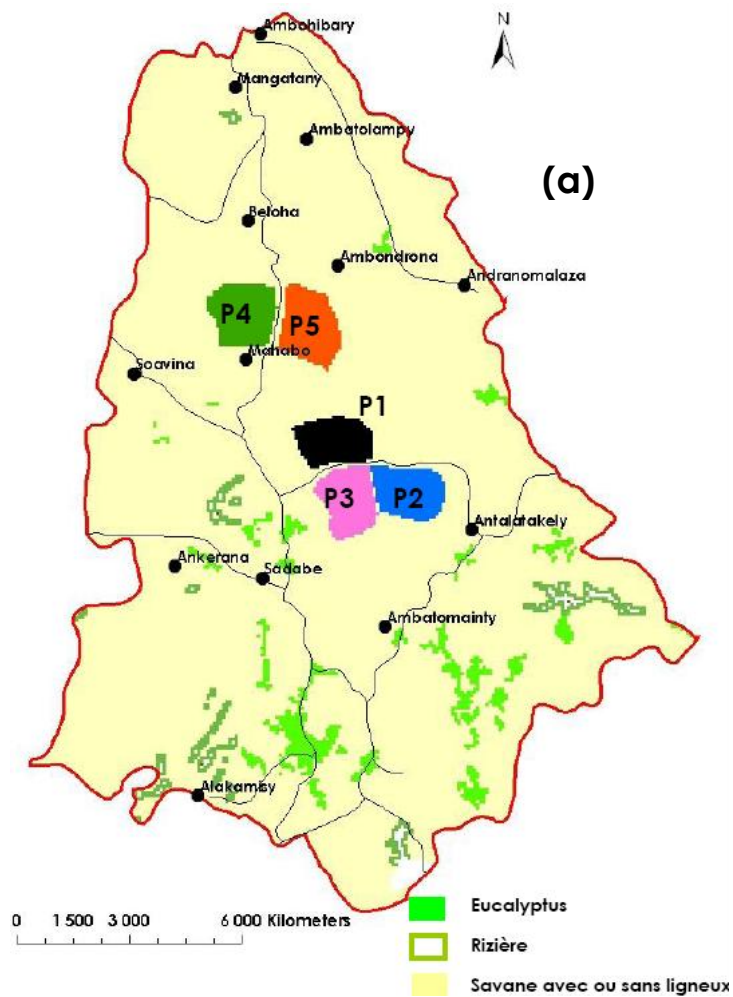 N
Ambohibary
Mangatany
Ambatolampy
(a)
Beloha
Ambondrona
Andranomalaza
P4
P5
Mahabo
Soavina
P1
P3
P2
Antalatakely
Ankerana
Sadabe
Ambatomainty
Alakamisy
0 1 500 3 000 6 000 Kilometers
Eucalyptus
Rizière
Savane avec ou sans ligneux